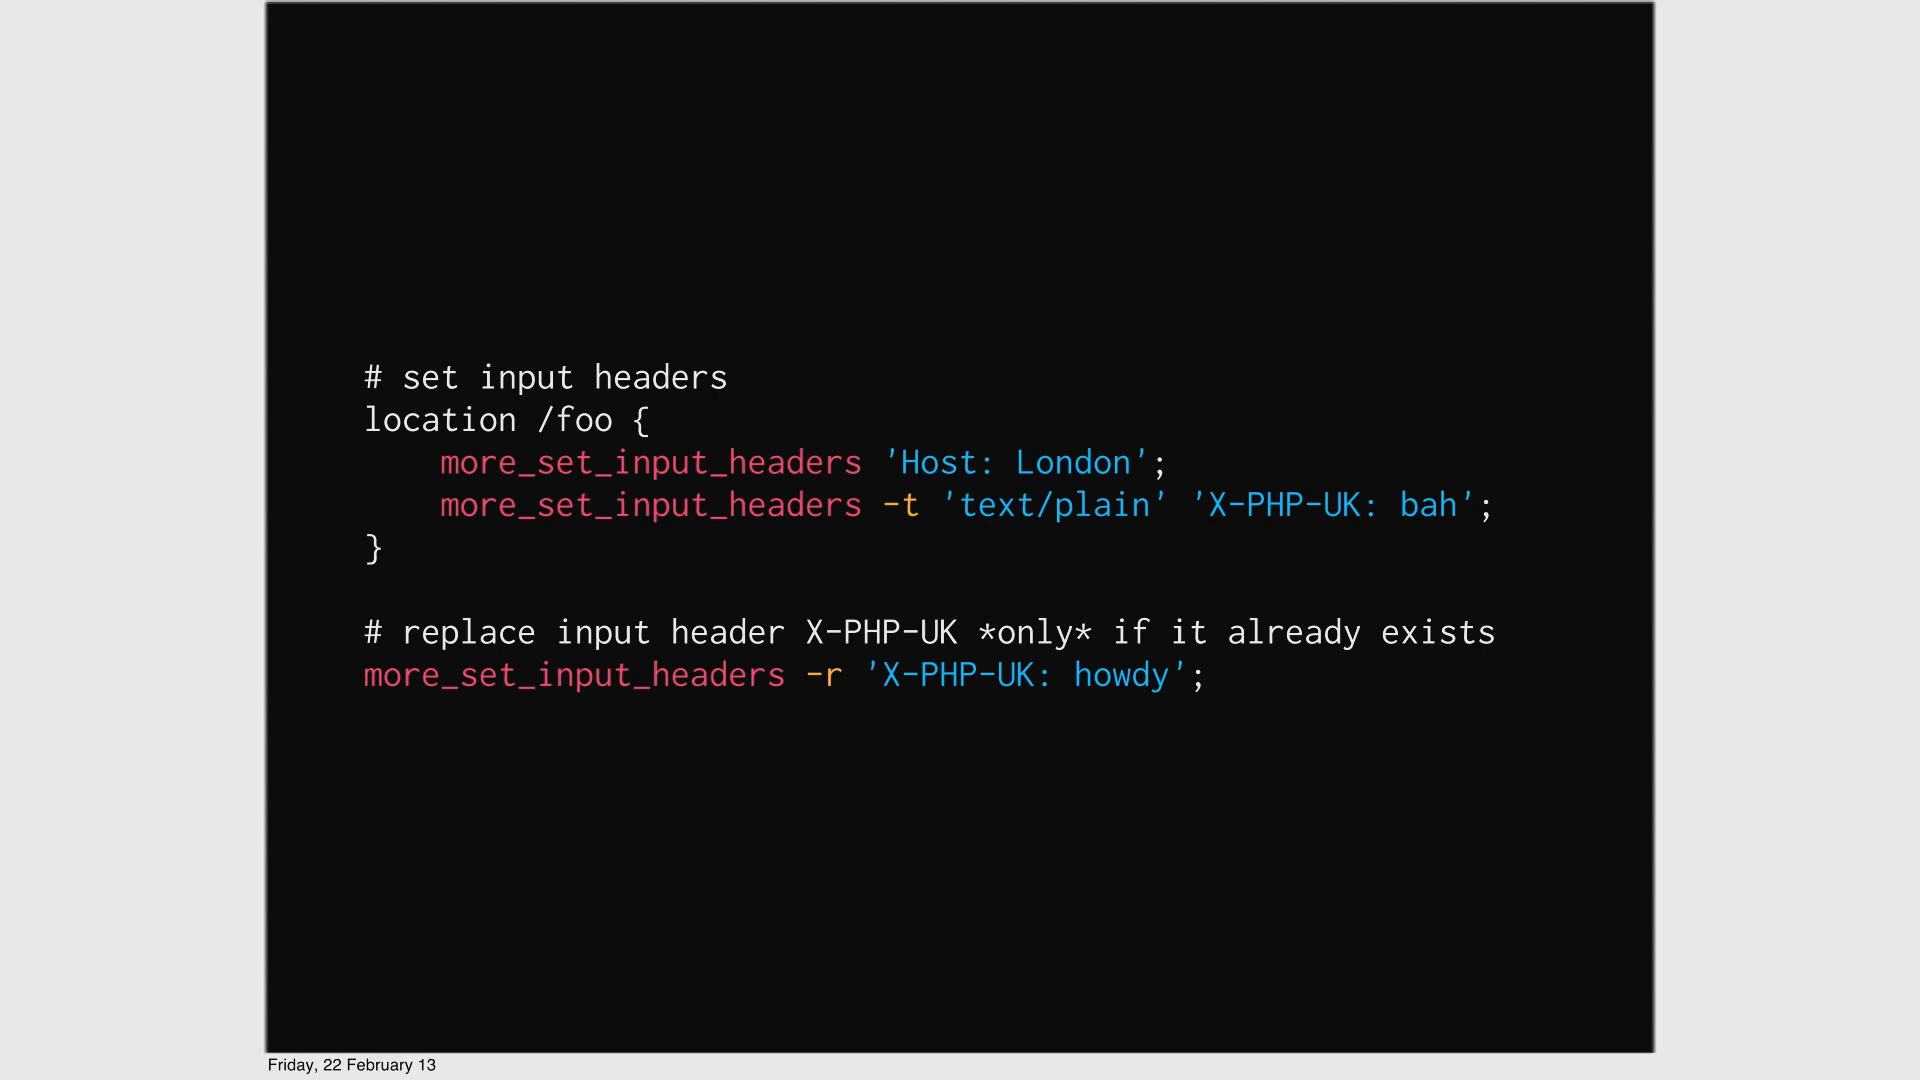 # set input headers
location /foo {
    more_set_input_headers 'Host: London';
    more_set_input_headers -t 'text/plain' 'X-PHP-UK: bah';
}

# replace input header X-PHP-UK *only* if it already exists
more_set_input_headers -r 'X-PHP-UK: howdy';
Friday, 22 February 13